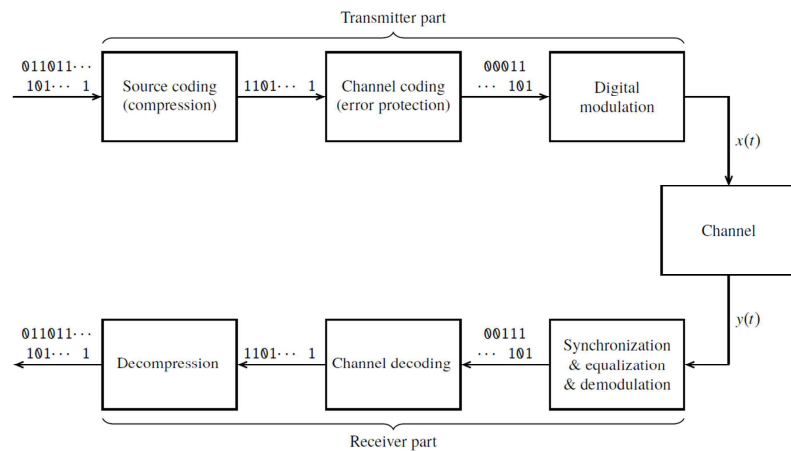 Transmitter part
011011···
101··· 1
Source coding
(compression)
1101··· 1
Channel coding
(error protection)
00011
··· 101
Digital
modulation
x(t)
Channel
y(t)
011011···
101··· 1
Decompression
1101··· 1
Channel decoding
00111
··· 101
Synchronization
& equalization
& demodulation
Receiver part